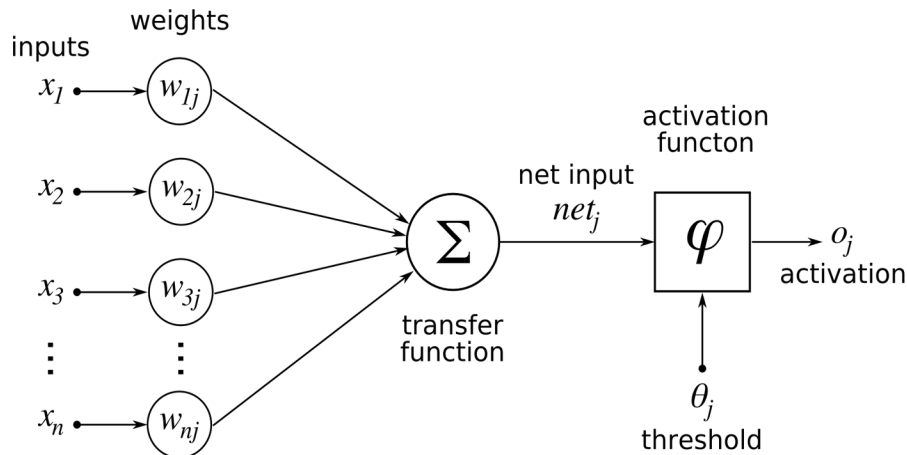 weights
inputs
x1
w1j
x2
w2j
x3
w3j
⋮
⋮
xn
wnj
Σ
transfer
function
net input
netj
activation
functon
φ
oj
activation
θj
threshold